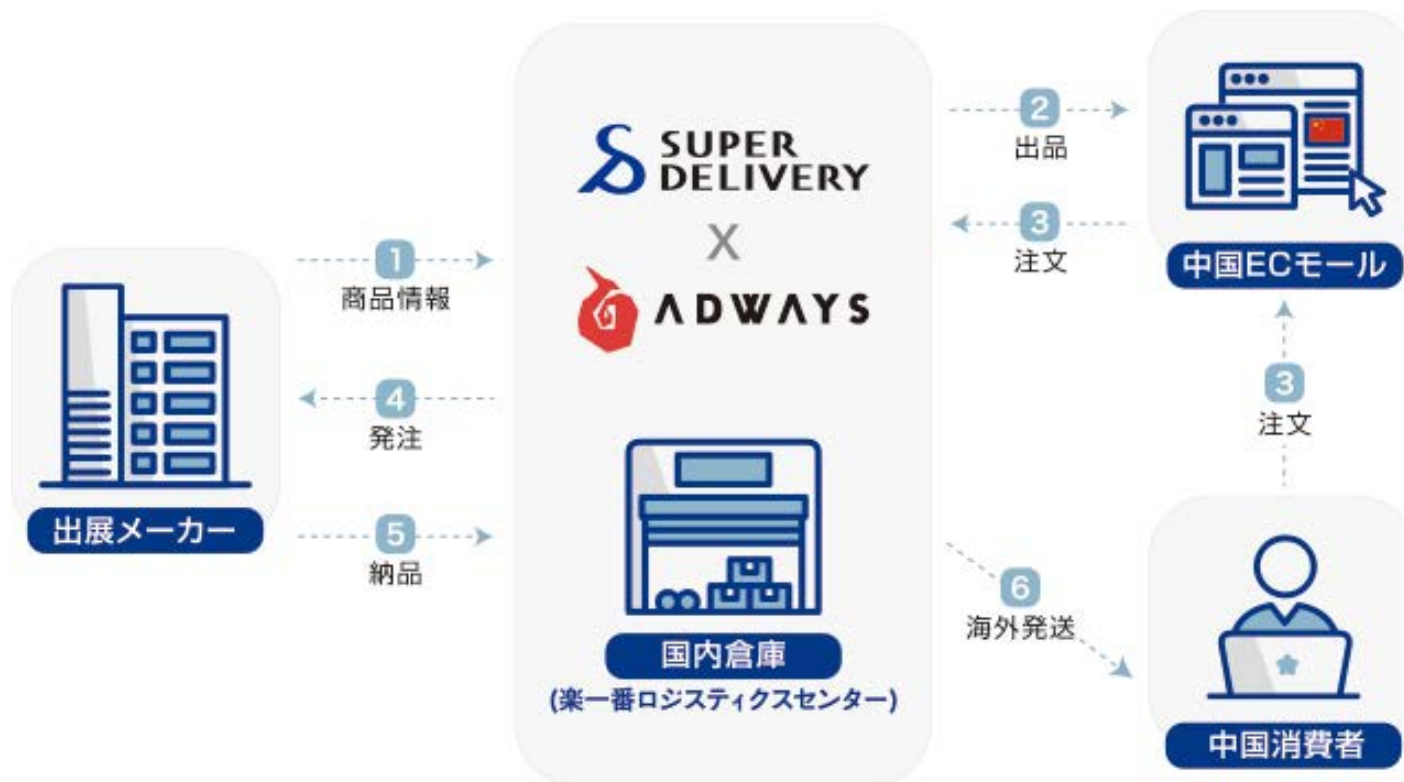 SUPER
DELIVERY
X
ADWAYS
1
商品情報
2
出品
3
注文
中国ECモール
4
発注
3
注文
出展メーカー
5
納品
国内倉庫
(楽一番ロジスティクスセンター)
6
海外発送
中国消費者